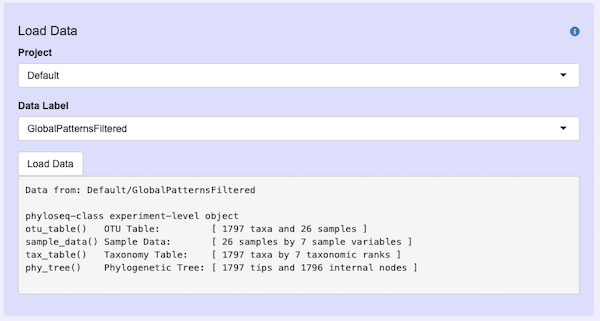 Load Data
Project
Default
Data Label
GlobalPatternsFiltered
Load Data
Data from: Default/GlobalPatternsFiltered
phyloseq-class experiment-level object
otu_table()   OTU Table:         [ 1797 taxa and 26 samples ]
sample_data() Sample Data:       [ 26 samples by 7 sample variables ]
tax_table()   Taxonomy Table:    [ 1797 taxa by 7 taxonomic ranks ]
phy_tree()    Phylogenetic Tree: [ 1797 tips and 1796 internal nodes ]